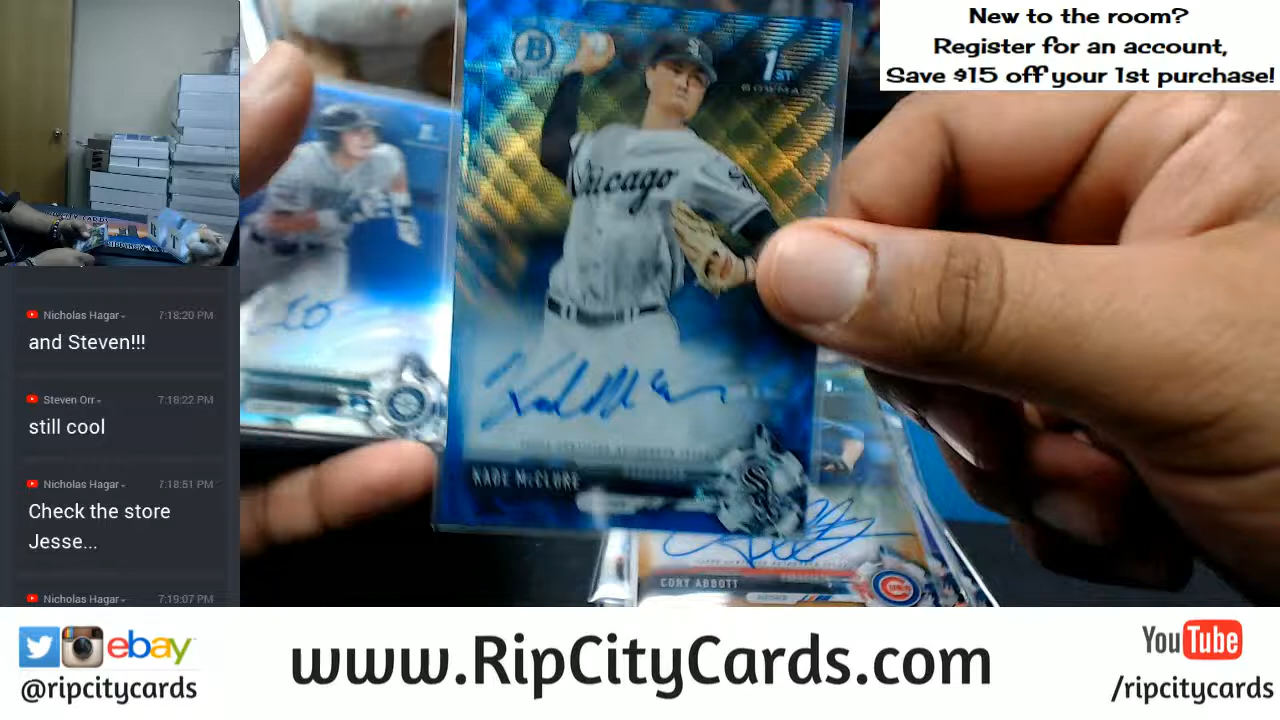 New to the room?
Register for an account,
Save $15 off your 1st purchase!
B
1ST
BOWMAN
Chicago
KADE McCLURE
CORY ABBOTT
Nicholas Hagar
7:18:20 PM
and Steven!!!
Steven Orr
7:18:22 PM
still cool
Nicholas Hagar
7:18:51 PM
Check the store
Jesse...
Nicholas Hagar
7:19:07 PM
ebay
@ripcitycards
www.RipCityCards.com
YouTube
/ripcitycards